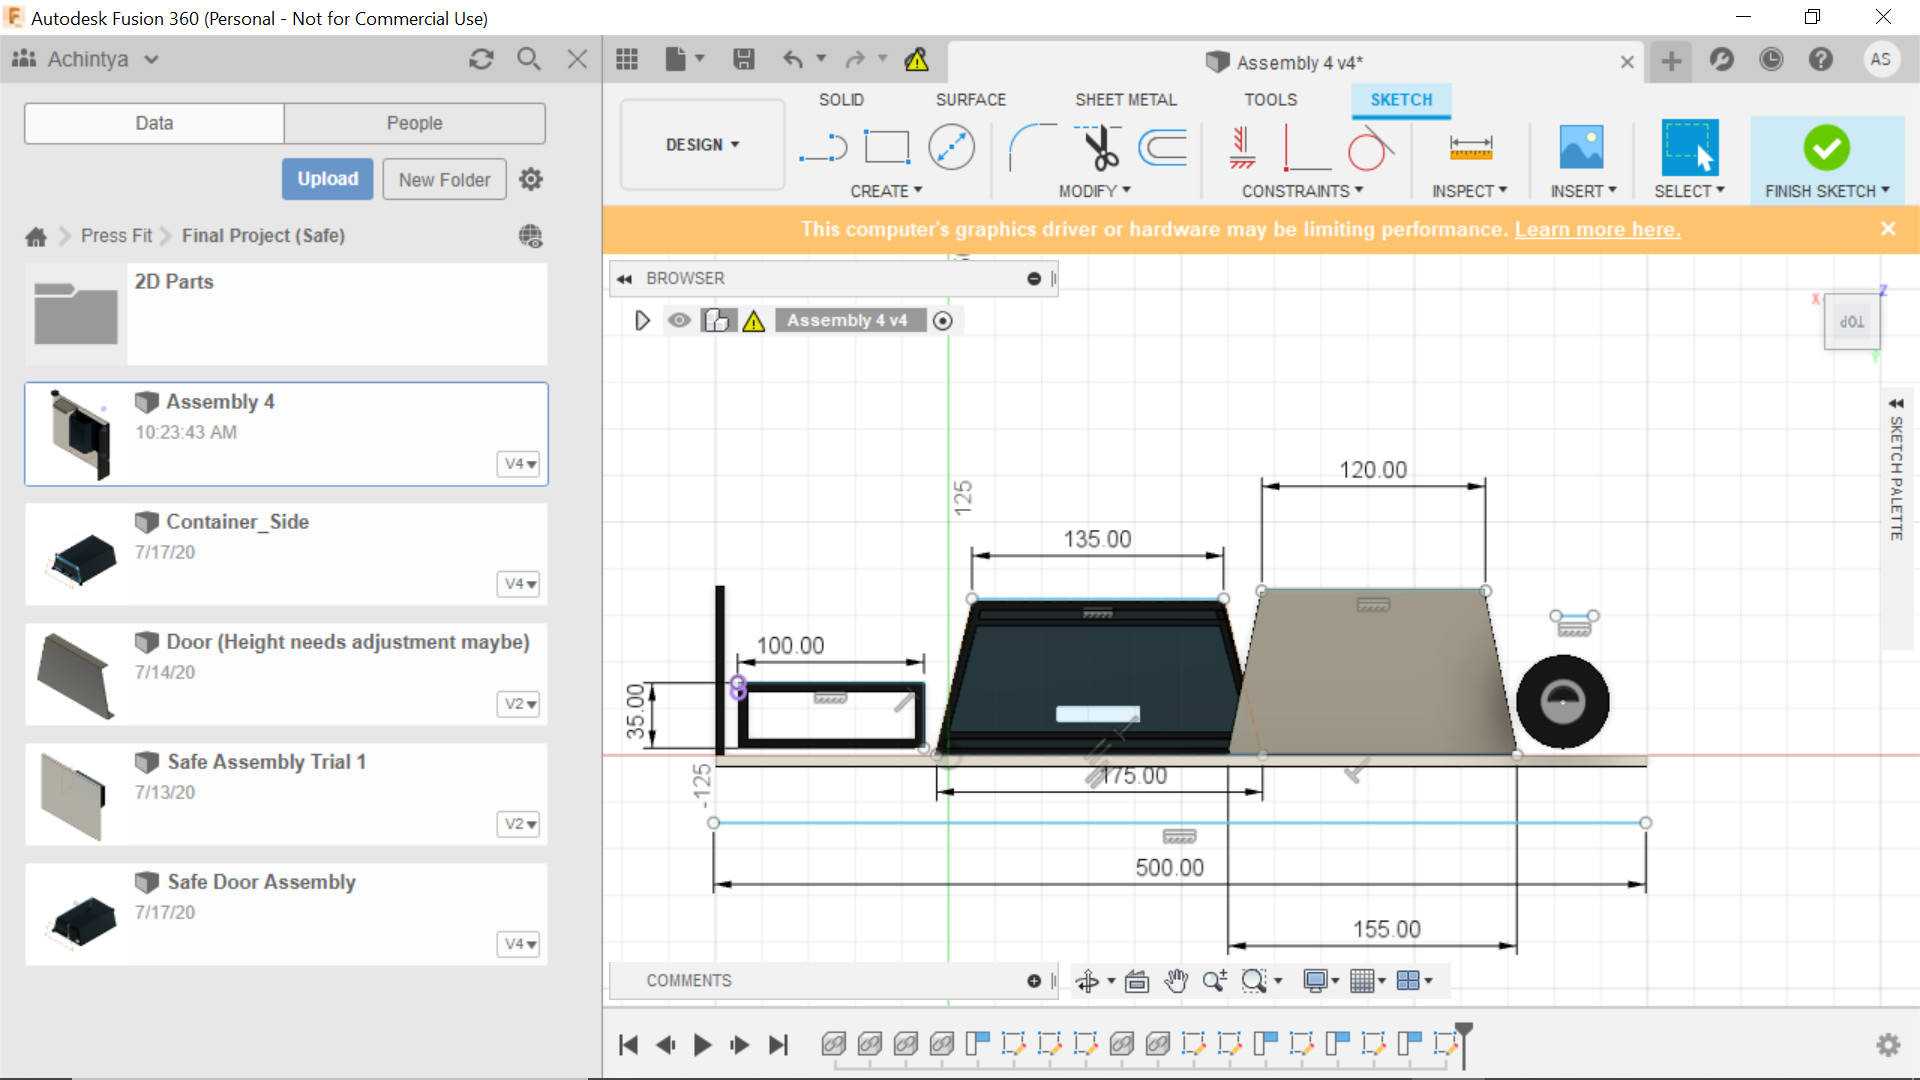 Autodesk Fusion 360 (Personal - Not for Commercial Use)
Achintya
Assembly 4 v4*
AS
Data
People
Upload
New Folder
Press Fit
Final Project (Safe)
2D Parts
Assembly 4
10:23:43 AM
V4
Container_Side
7/17/20
V4
Door (Height needs adjustment maybe)
7/14/20
V2
Safe Assembly Trial 1
7/13/20
V2
Safe Door Assembly
7/17/20
V4
SOLID
SURFACE
SHEET METAL
TOOLS
SKETCH
DESIGN
CREATE
MODIFY
CONSTRAINTS
INSPECT
INSERT
SELECT
FINISH SKETCH
This computer's graphics driver or hardware may be limiting performance. Learn more here.
BROWSER
Assembly 4 v4
X
Z
TOP
Y
SKETCH PALETTE
125
120.00
135.00
100.00
35.00
-125
175.00
500.00
155.00
COMMENTS